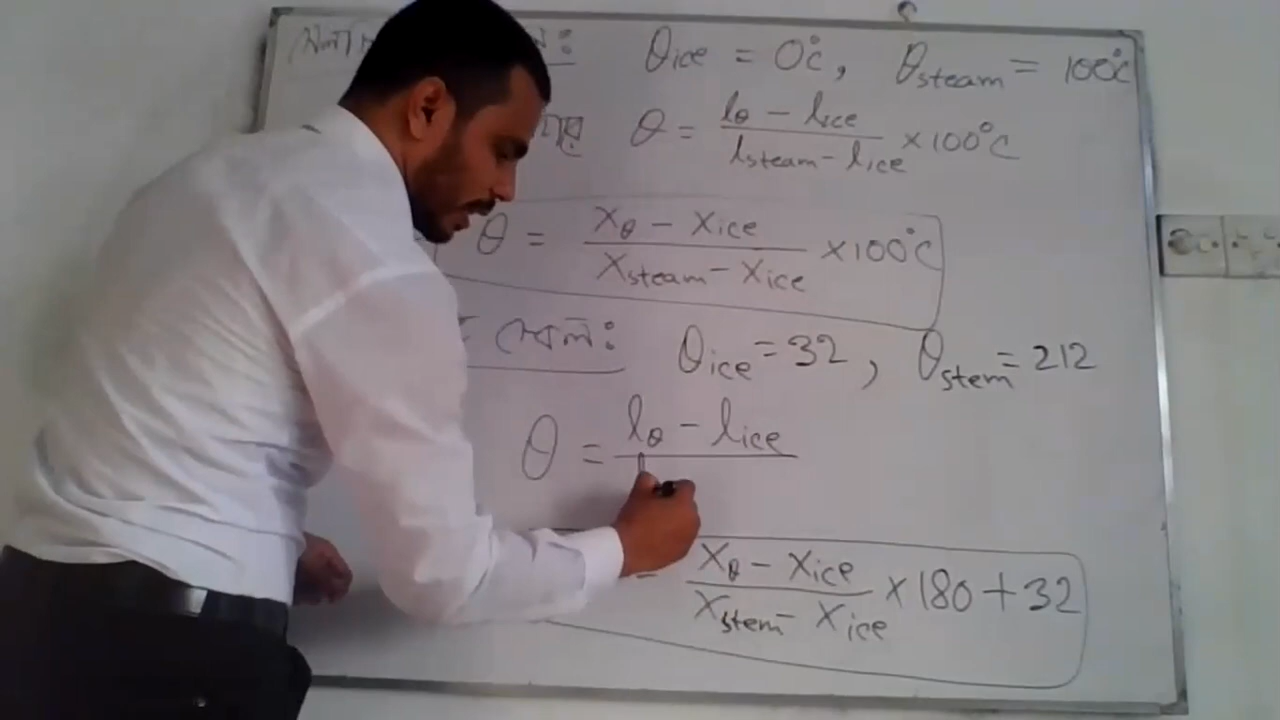 θice = 0°c, θsteam = 100°c
θ = (lθ - lice)/(lsteam - lice) × 100°C
θ = (Xθ - Xice)/(Xsteam - Xice) × 100°C
স্কেল: θice = 32, θstem = 212
θ = lθ - lice
(Xθ - Xice)/(Xstem - Xice) × 180 + 32